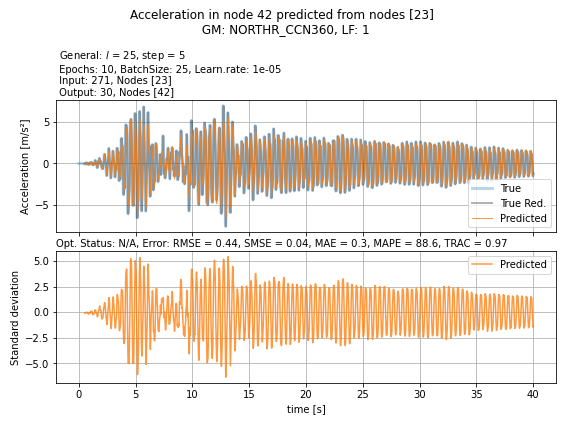 Acceleration in node 42 predicted from nodes [23]
GM: NORTHR_CCN360, LF: 1
General: l = 25, step = 5
Epochs: 10, BatchSize: 25, Learn.rate: 1e-05
Input: 271, Nodes [23]
Output: 30, Nodes [42]
Acceleration [m/s²]
5
0
−5
True
True Red.
Predicted
Opt. Status: N/A, Error: RMSE = 0.44, SMSE = 0.04, MAE = 0.3, MAPE = 88.6, TRAC = 0.97
Standard deviation
5.0
2.5
0.0
−2.5
−5.0
Predicted
0 5 10 15 20 25 30 35 40
time [s]